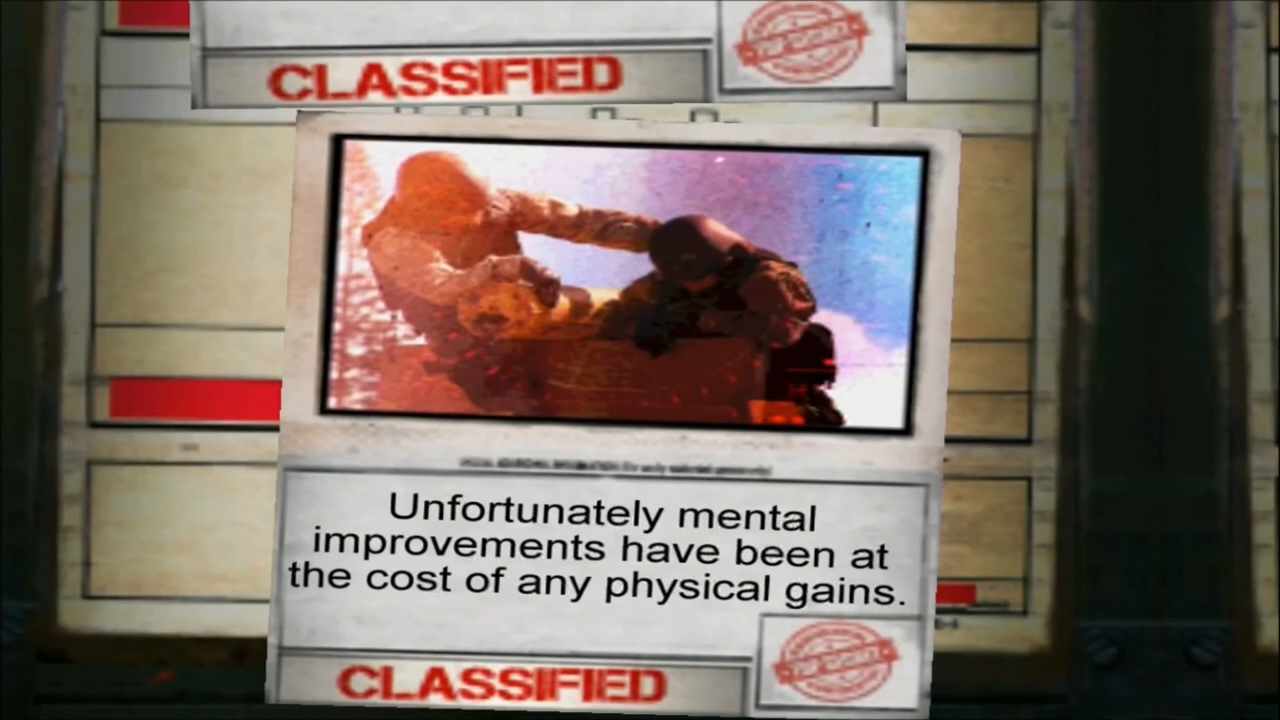 CLASSIFIED
Unfortunately mental
improvements have been at
the cost of any physical gains.
CLASSIFIED